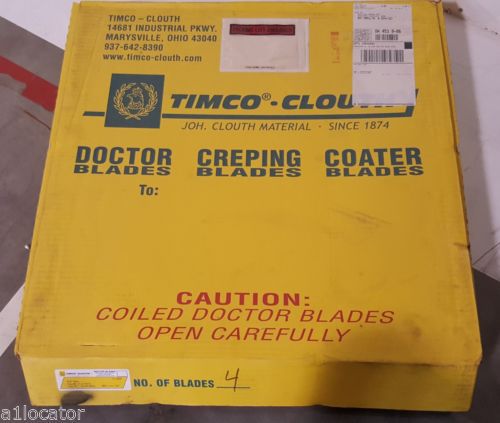 TIMCO – CLOUTH
14681 INDUSTRIAL PKWY.
MARYSVILLE, OHIO 43040
937-642-8390
www.timco-clouth.com
TIMCO®·CLOUTH
JOH. CLOUTH MATERIAL · SINCE 1874
DOCTOR BLADES
CREPING BLADES
COATER BLADES
To:
CAUTION:
COILED DOCTOR BLADES
OPEN CAREFULLY
NO. OF BLADES 4
a1locator